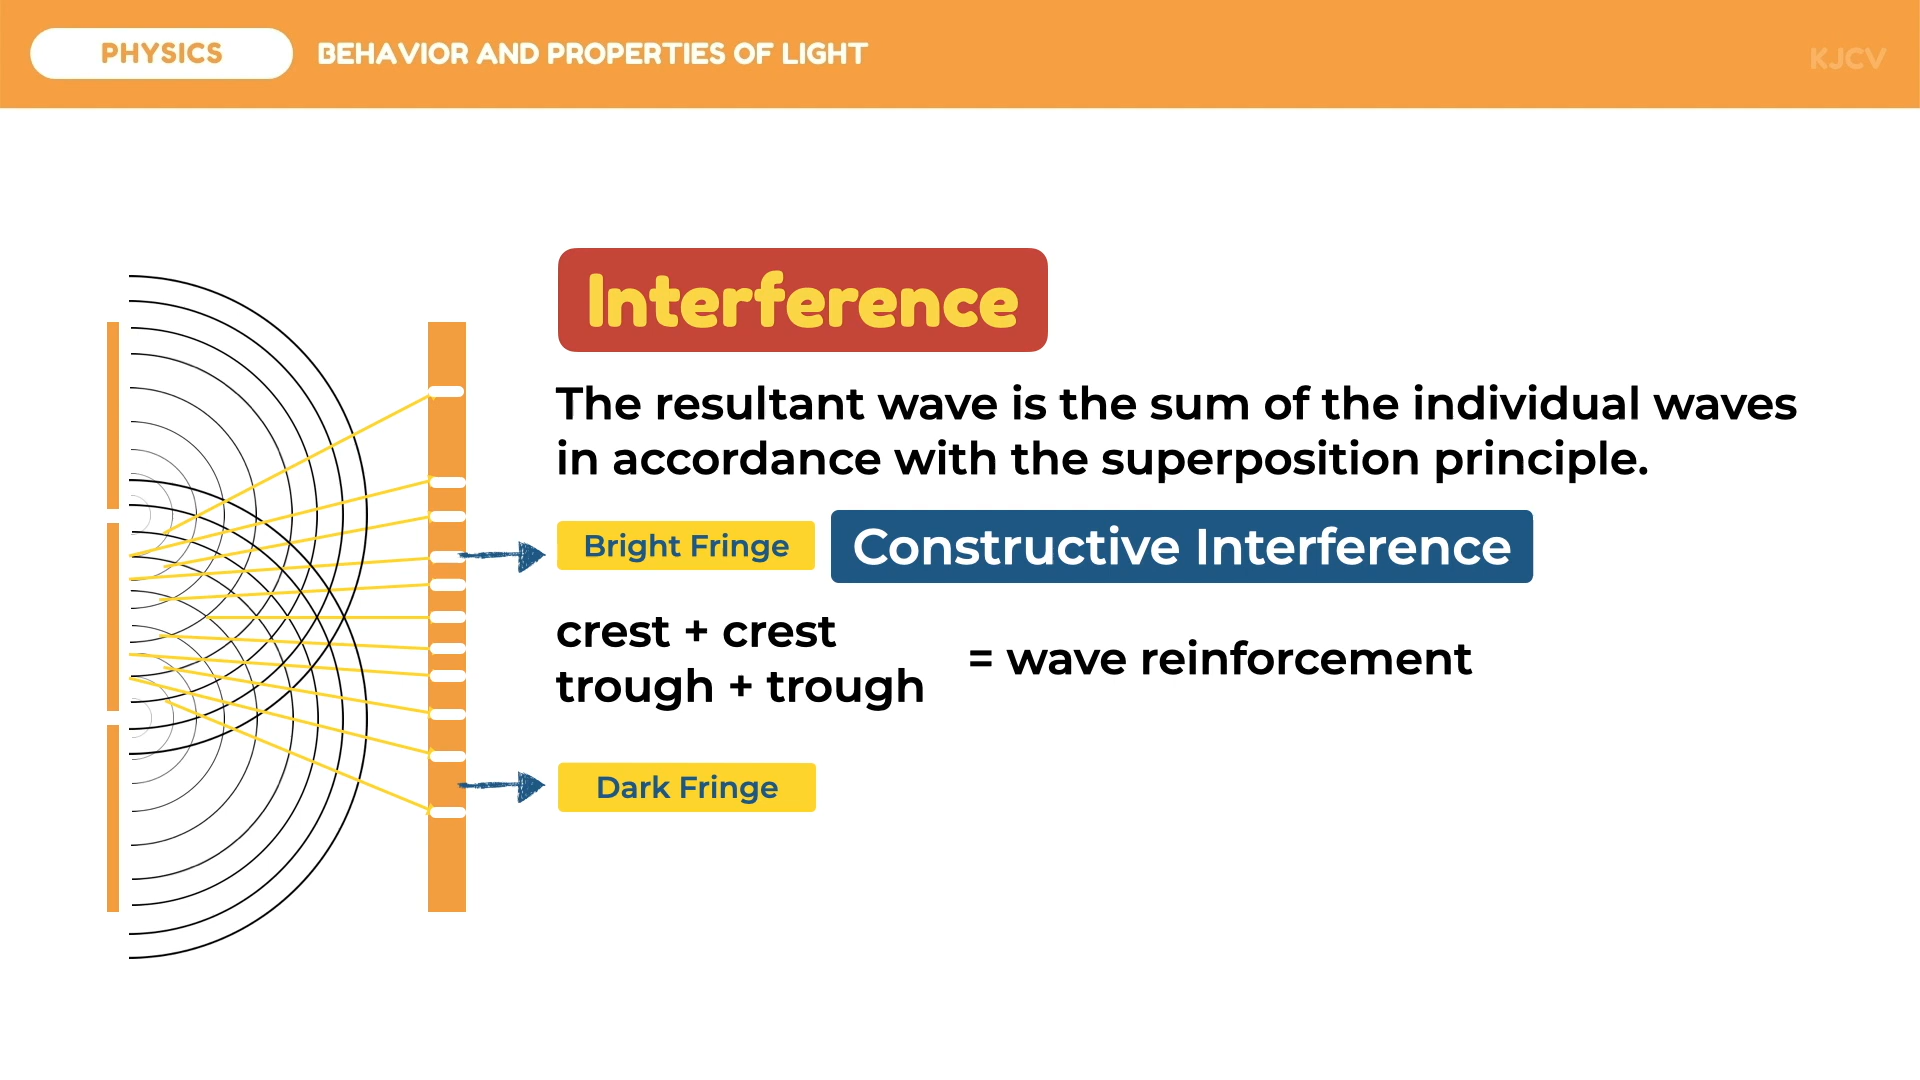 PHYSICS
BEHAVIOR AND PROPERTIES OF LIGHT
KJCV
Interference
The resultant wave is the sum of the individual waves
in accordance with the superposition principle.
Bright Fringe
Constructive Interference
crest + crest
trough + trough
= wave reinforcement
Dark Fringe